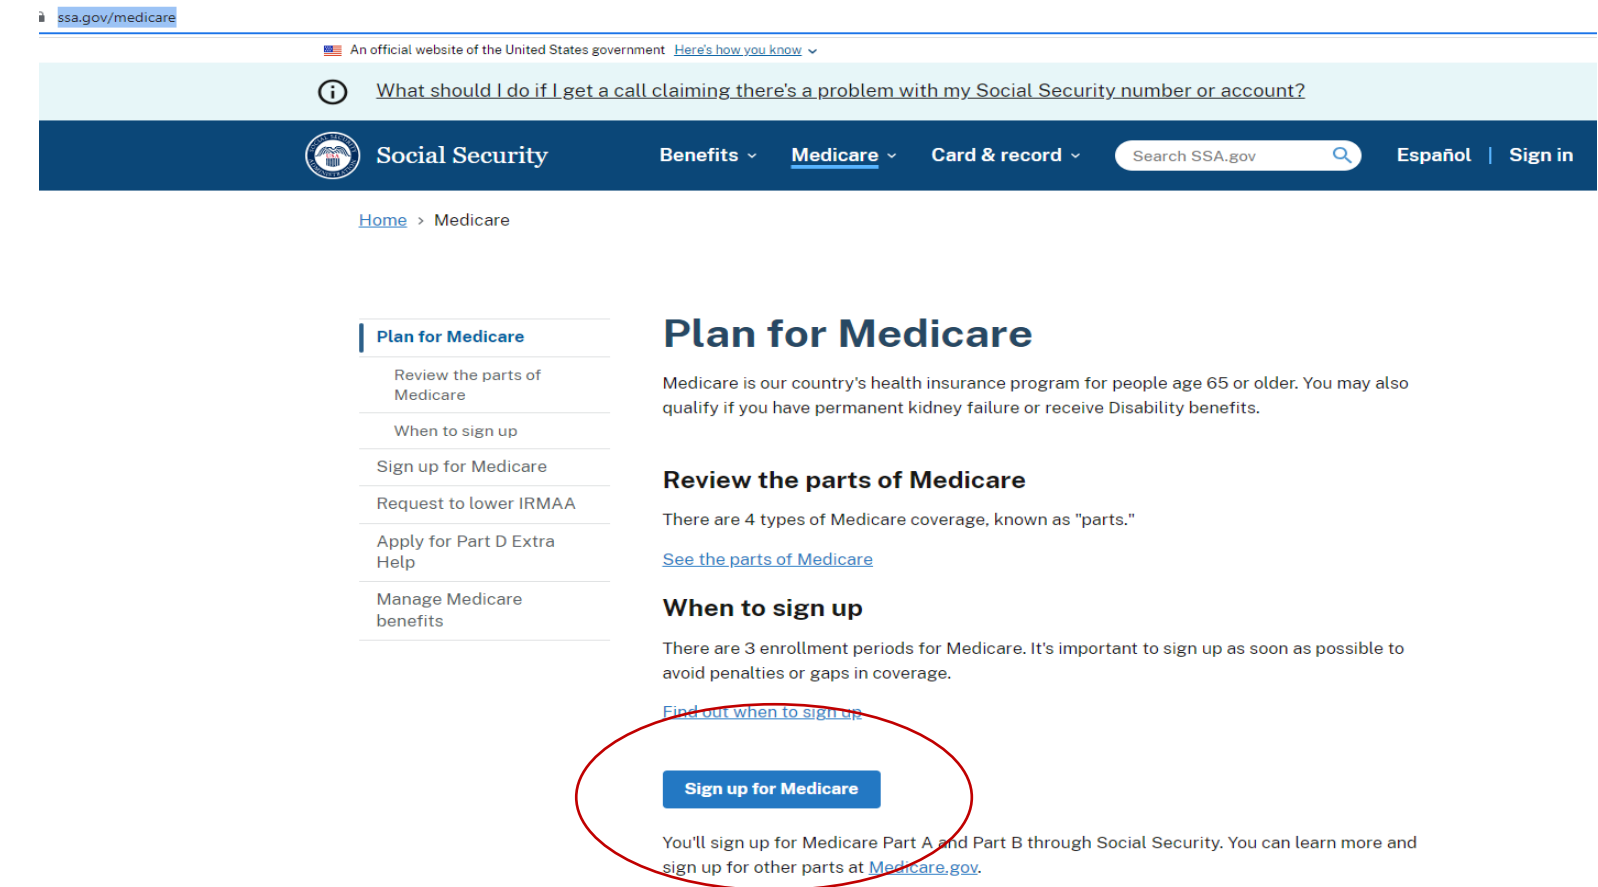 ssa.gov/medicare
An official website of the United States government Here's how you know
What should I do if I get a call claiming there's a problem with my Social Security number or account?
Social Security Benefits Medicare Card & record Search SSA.gov Español | Sign in
Home > Medicare
Plan for Medicare
Review the parts of
Medicare
When to sign up
Sign up for Medicare
Request to lower IRMAA
Apply for Part D Extra
Help
Manage Medicare
benefits
Plan for Medicare
Medicare is our country's health insurance program for people age 65 or older. You may also
qualify if you have permanent kidney failure or receive Disability benefits.
Review the parts of Medicare
There are 4 types of Medicare coverage, known as "parts."
See the parts of Medicare
When to sign up
There are 3 enrollment periods for Medicare. It's important to sign up as soon as possible to
avoid penalties or gaps in coverage.
Find out when to sign up
Sign up for Medicare
You'll sign up for Medicare Part A and Part B through Social Security. You can learn more and
sign up for other parts at Medicare.gov.